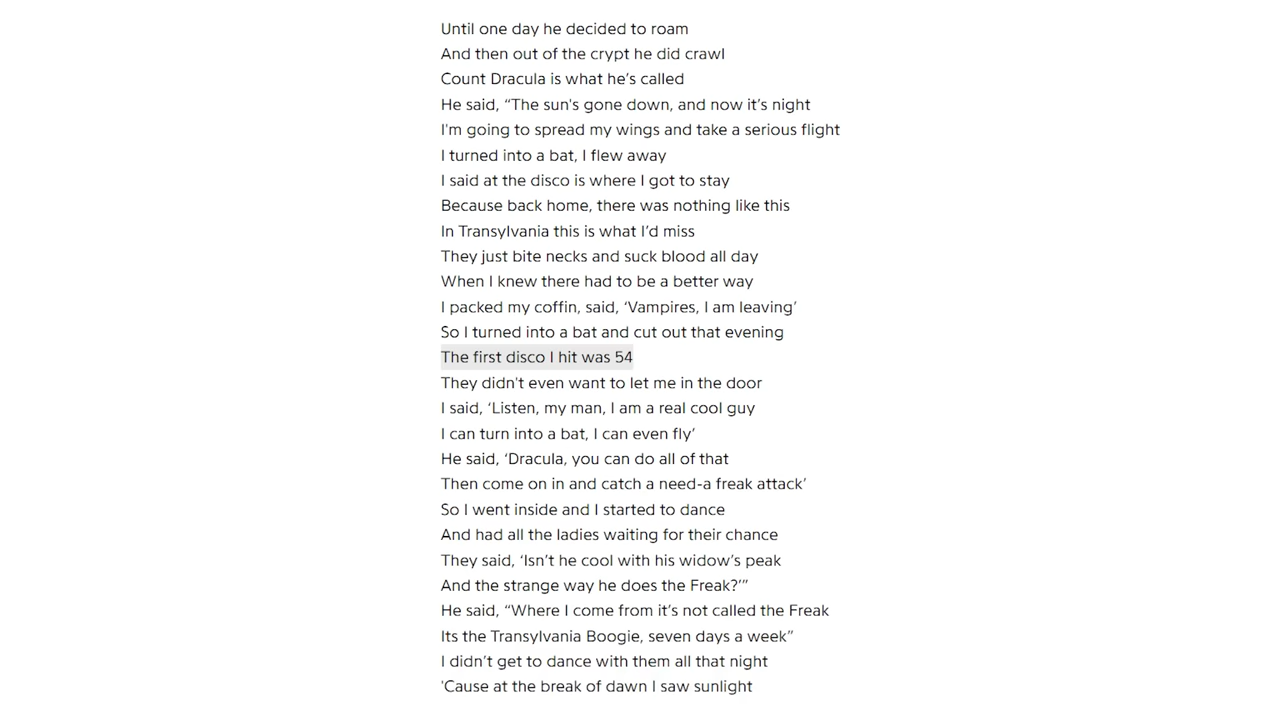 Until one day he decided to roam
And then out of the crypt he did crawl
Count Dracula is what he’s called
He said, “The sun's gone down, and now it’s night
I'm going to spread my wings and take a serious flight
I turned into a bat, I flew away
I said at the disco is where I got to stay
Because back home, there was nothing like this
In Transylvania this is what I’d miss
They just bite necks and suck blood all day
When I knew there had to be a better way
I packed my coffin, said, ‘Vampires, I am leaving’
So I turned into a bat and cut out that evening
The first disco I hit was 54
They didn't even want to let me in the door
I said, ‘Listen, my man, I am a real cool guy
I can turn into a bat, I can even fly’
He said, ‘Dracula, you can do all of that
Then come on in and catch a need-a freak attack’
So I went inside and I started to dance
And had all the ladies waiting for their chance
They said, ‘Isn’t he cool with his widow’s peak
And the strange way he does the Freak?’”
He said, “Where I come from it’s not called the Freak
Its the Transylvania Boogie, seven days a week”
I didn’t get to dance with them all that night
'Cause at the break of dawn I saw sunlight